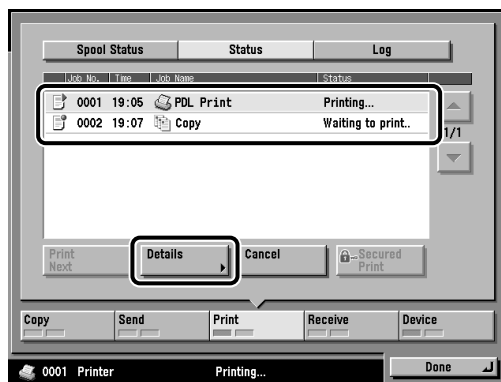 Spool Status Status Log
Job No. Time Job Name Status
0001 19:05 PDL Print Printing...
0002 19:07 Copy Waiting to print..
1/1
Print Next Details Cancel Secured Print
Copy Send Print Receive Device
0001 Printer Printing... Done